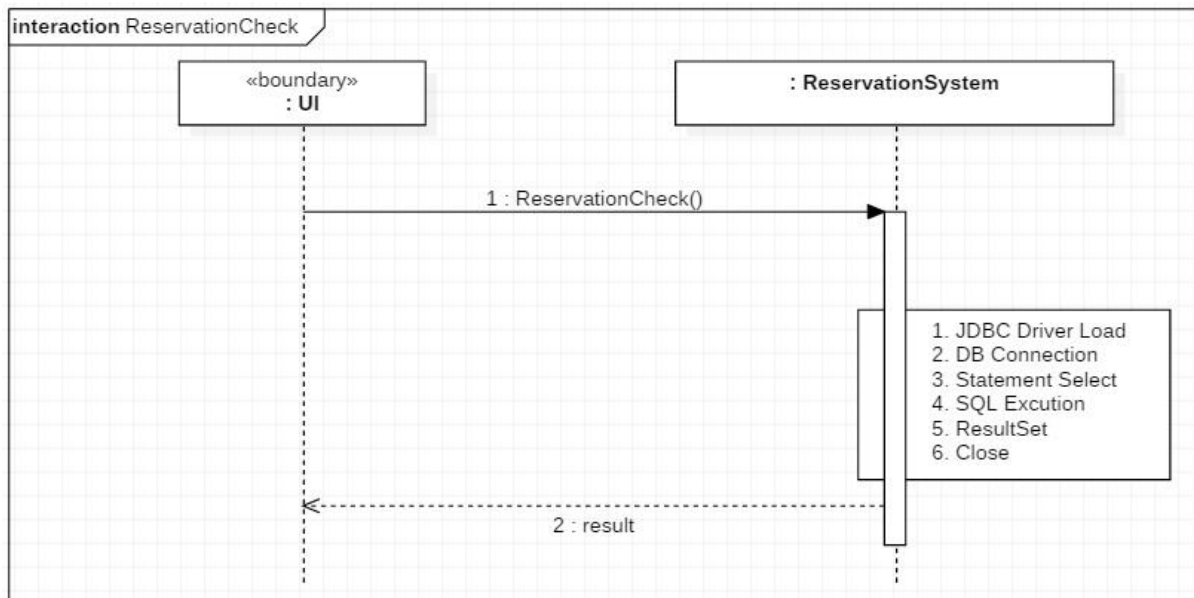 interaction ReservationCheck
«boundary»
: UI
: ReservationSystem
1 : ReservationCheck()
1. JDBC Driver Load
2. DB Connection
3. Statement Select
4. SQL Excution
5. ResultSet
6. Close
2 : result